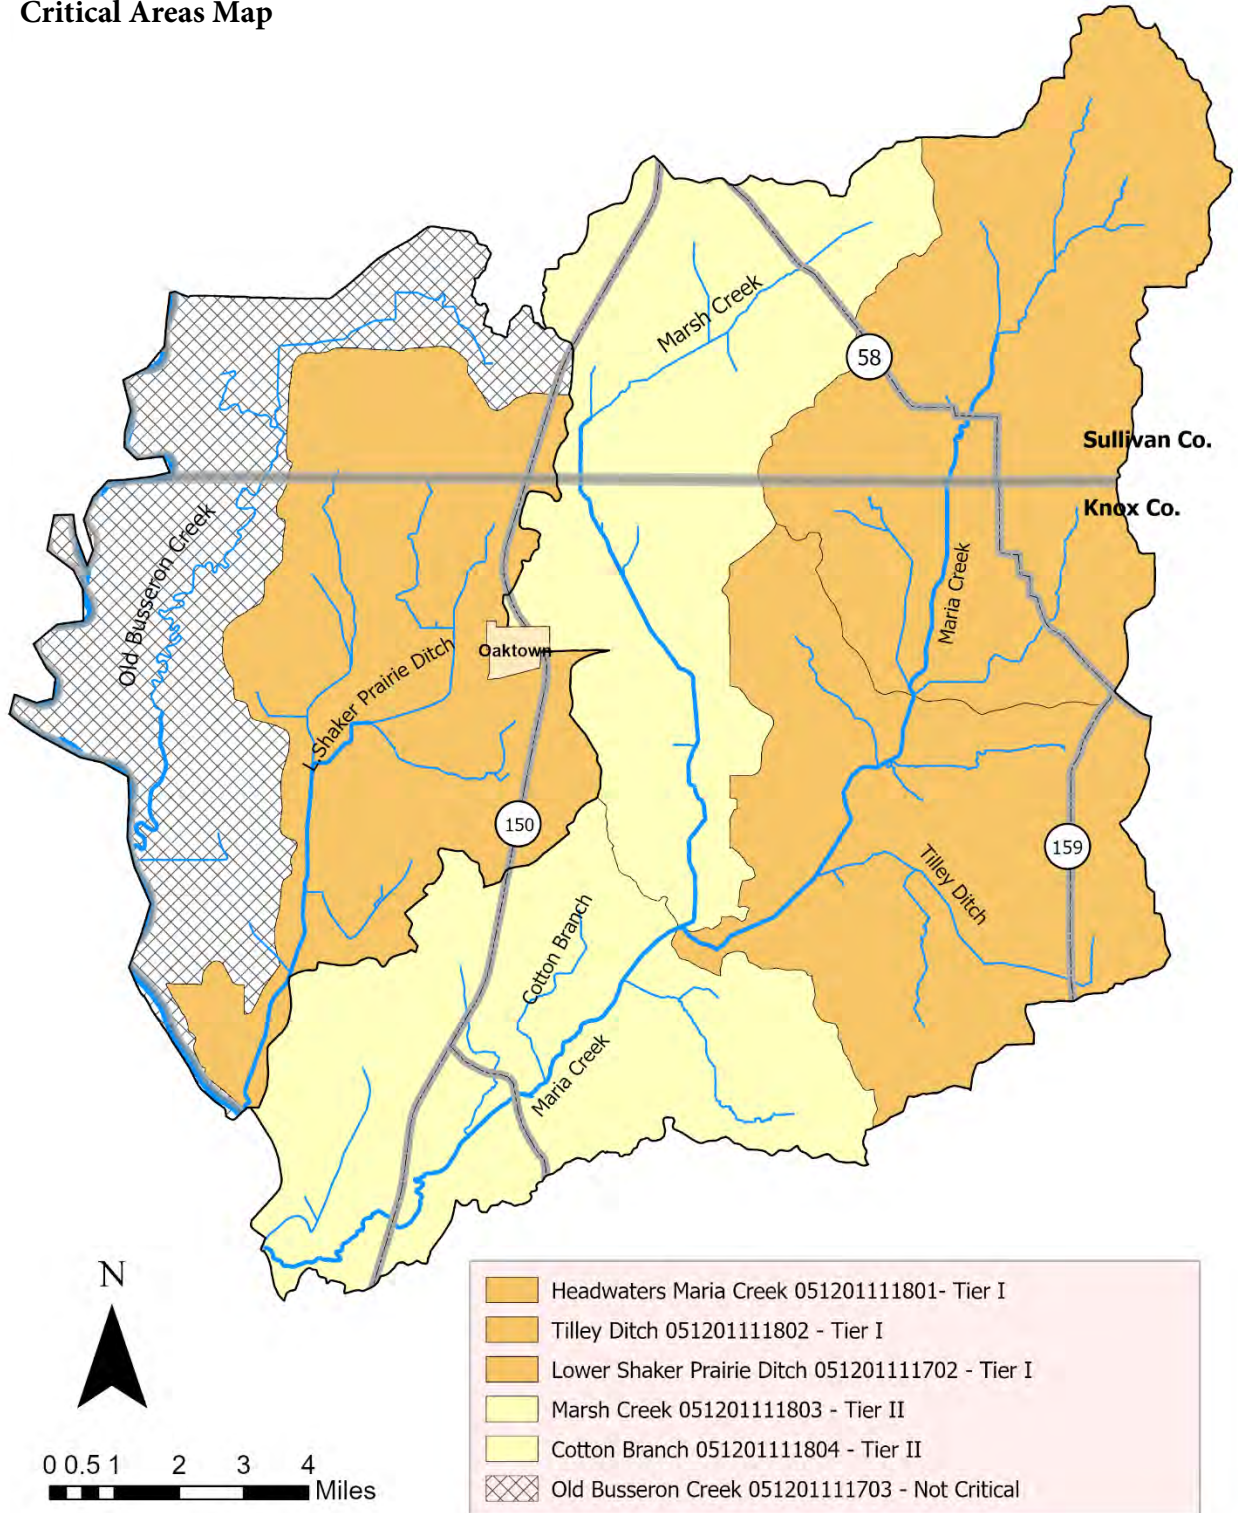 Critical Areas Map
Marsh Creek
58
Sullivan Co.
Knox Co.
Old Busseron Creek
Maria Creek
Oaktown
L.Shaker Prairie Ditch
150
159
Tilley Ditch
Cotton Branch
Maria Creek
N
Headwaters Maria Creek 051201111801- Tier I
Tilley Ditch 051201111802 - Tier I
Lower Shaker Prairie Ditch 051201111702 - Tier I
Marsh Creek 051201111803 - Tier II
Cotton Branch 051201111804 - Tier II
Old Busseron Creek 051201111703 - Not Critical
0 0.5 1 2 3 4
Miles